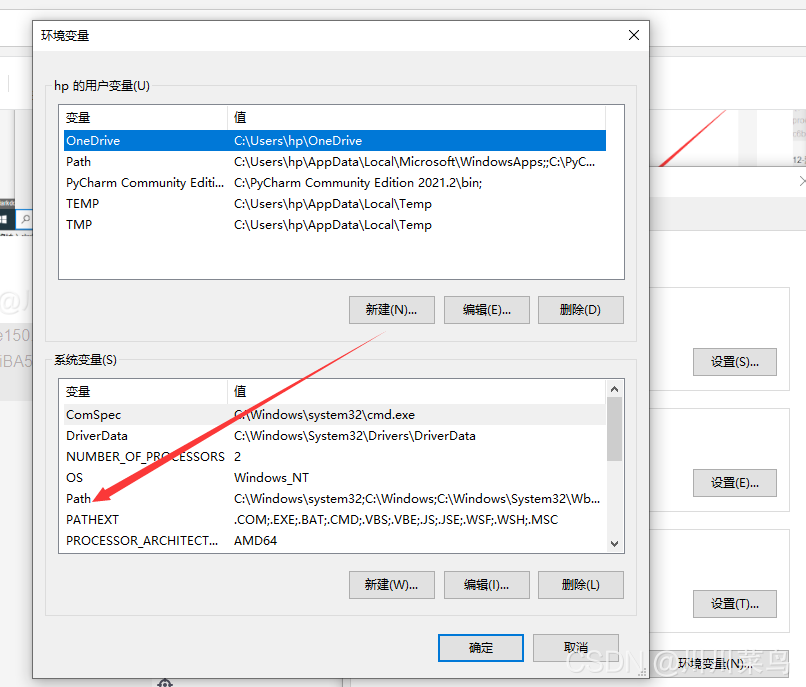 环境变量
hp 的用户变量(U)
变量 值
OneDrive C:\Users\hp\OneDrive
Path C:\Users\hp\AppData\Local\Microsoft\WindowsApps;;C:\PyC...
PyCharm Community Editi... C:\PyCharm Community Edition 2021.2\bin;
TEMP C:\Users\hp\AppData\Local\Temp
TMP C:\Users\hp\AppData\Local\Temp
新建(N)... 编辑(E)... 删除(D)
系统变量(S)
变量 值
ComSpec C:\Windows\system32\cmd.exe
DriverData C:\Windows\System32\Drivers\DriverData
NUMBER_OF_PROCESSORS 2
OS Windows_NT
Path C:\Windows\system32;C:\Windows;C:\Windows\System32\Wb...
PATHEXT .COM;.EXE;.BAT;.CMD;.VBS;.VBE;.JS;.JSE;.WSF;.WSH;.MSC
PROCESSOR_ARCHITECT... AMD64
新建(W)... 编辑(I)... 删除(L)
确定 取消
设置(S)...
设置(E)...
设置(T)...
环境变量(N)...
e150
iBA5
CSDN @川川菜鸟